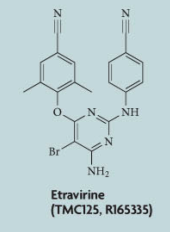 N N
O N NH
Br N
NH₂
Etravirine
(TMC125, R165335)